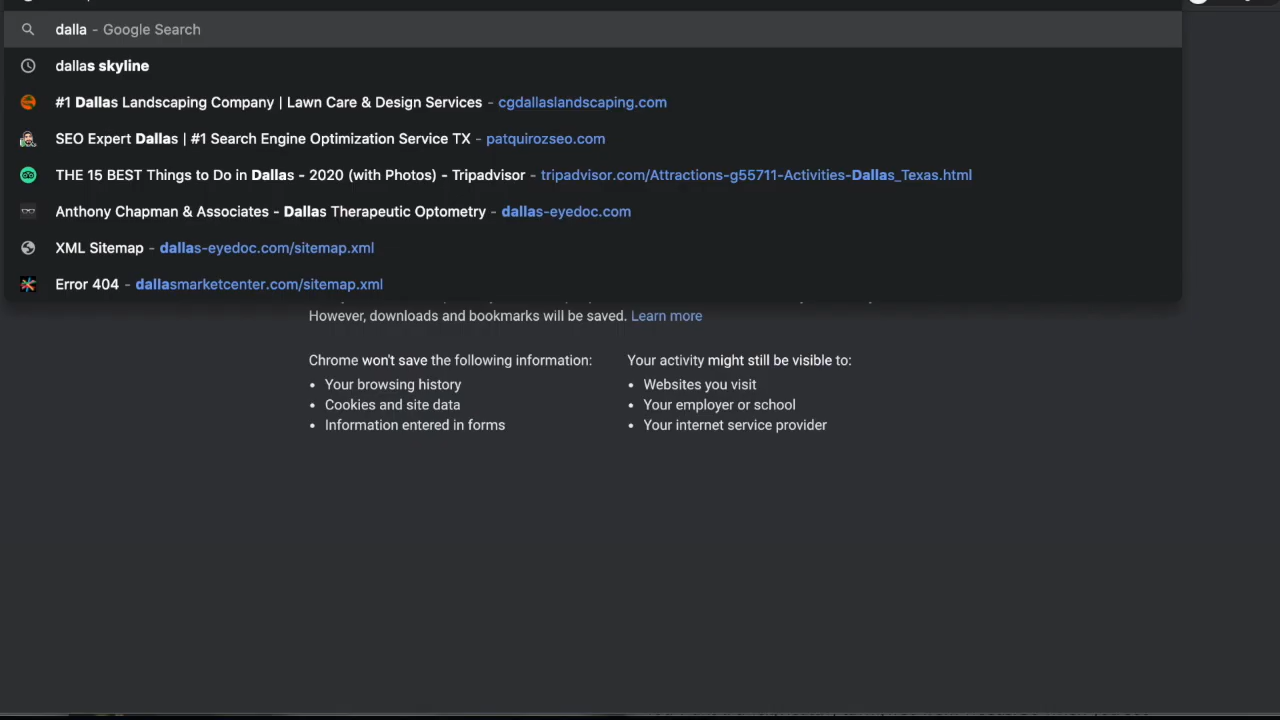 dalla - Google Search
dallas skyline
#1 Dallas Landscaping Company | Lawn Care & Design Services - cgdallaslandscaping.com
SEO Expert Dallas | #1 Search Engine Optimization Service TX - patquirozseo.com
THE 15 BEST Things to Do in Dallas - 2020 (with Photos) - Tripadvisor - tripadvisor.com/Attractions-g55711-Activities-Dallas_Texas.html
Anthony Chapman & Associates - Dallas Therapeutic Optometry - dallas-eyedoc.com
XML Sitemap - dallas-eyedoc.com/sitemap.xml
Error 404 - dallasmarketcenter.com/sitemap.xml
However, downloads and bookmarks will be saved. Learn more
Chrome won't save the following information:
• Your browsing history
• Cookies and site data
• Information entered in forms
Your activity might still be visible to:
• Websites you visit
• Your employer or school
• Your internet service provider